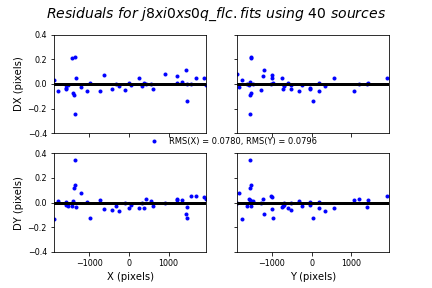 Residuals for j8xi0xs0q_flc.fits using 40 sources
0.4
0.2
0.0
−0.2
−0.4
DX (pixels)
RMS(X) = 0.0780, RMS(Y) = 0.0796
0.4
0.2
0.0
−0.2
−0.4
DY (pixels)
−1000 0 1000
−1000 0 1000
X (pixels)
Y (pixels)